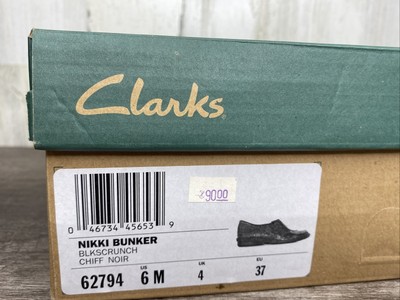 Clarks
90.00
0 46734 45653 9
NIKKI BUNKER
BLKSCRUNCH
CHIFF NOIR
US UK EU
62794 6 M 4 37